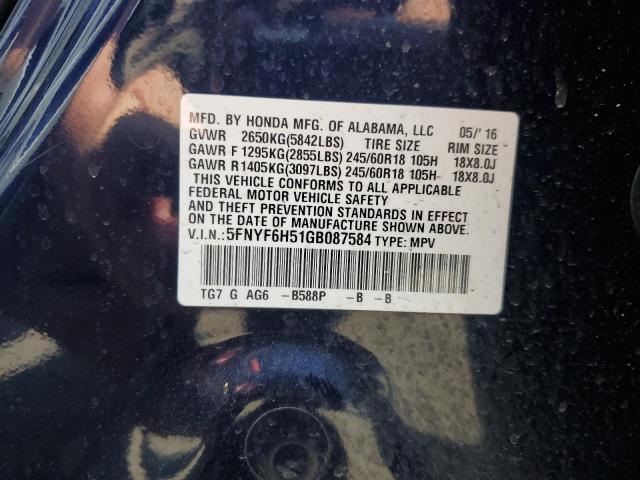 MFD. BY HONDA MFG. OF ALABAMA, LLC 05/'16
GVWR 2650KG(5842LBS) TIRE SIZE RIM SIZE
GAWR F 1295KG(2855LBS) 245/60R18 105H 18X8.0J
GAWR R 1405KG(3097LBS) 245/60R18 105H 18X8.0J
THIS VEHICLE CONFORMS TO ALL APPLICABLE
FEDERAL MOTOR VEHICLE SAFETY
AND THEFT PREVENTION STANDARDS IN EFFECT
ON THE DATE OF MANUFACTURE SHOWN ABOVE.
V.I.N.: 5FNYF6H51GB087584 TYPE: MPV
TG7 G AG6 -B588P -B -B